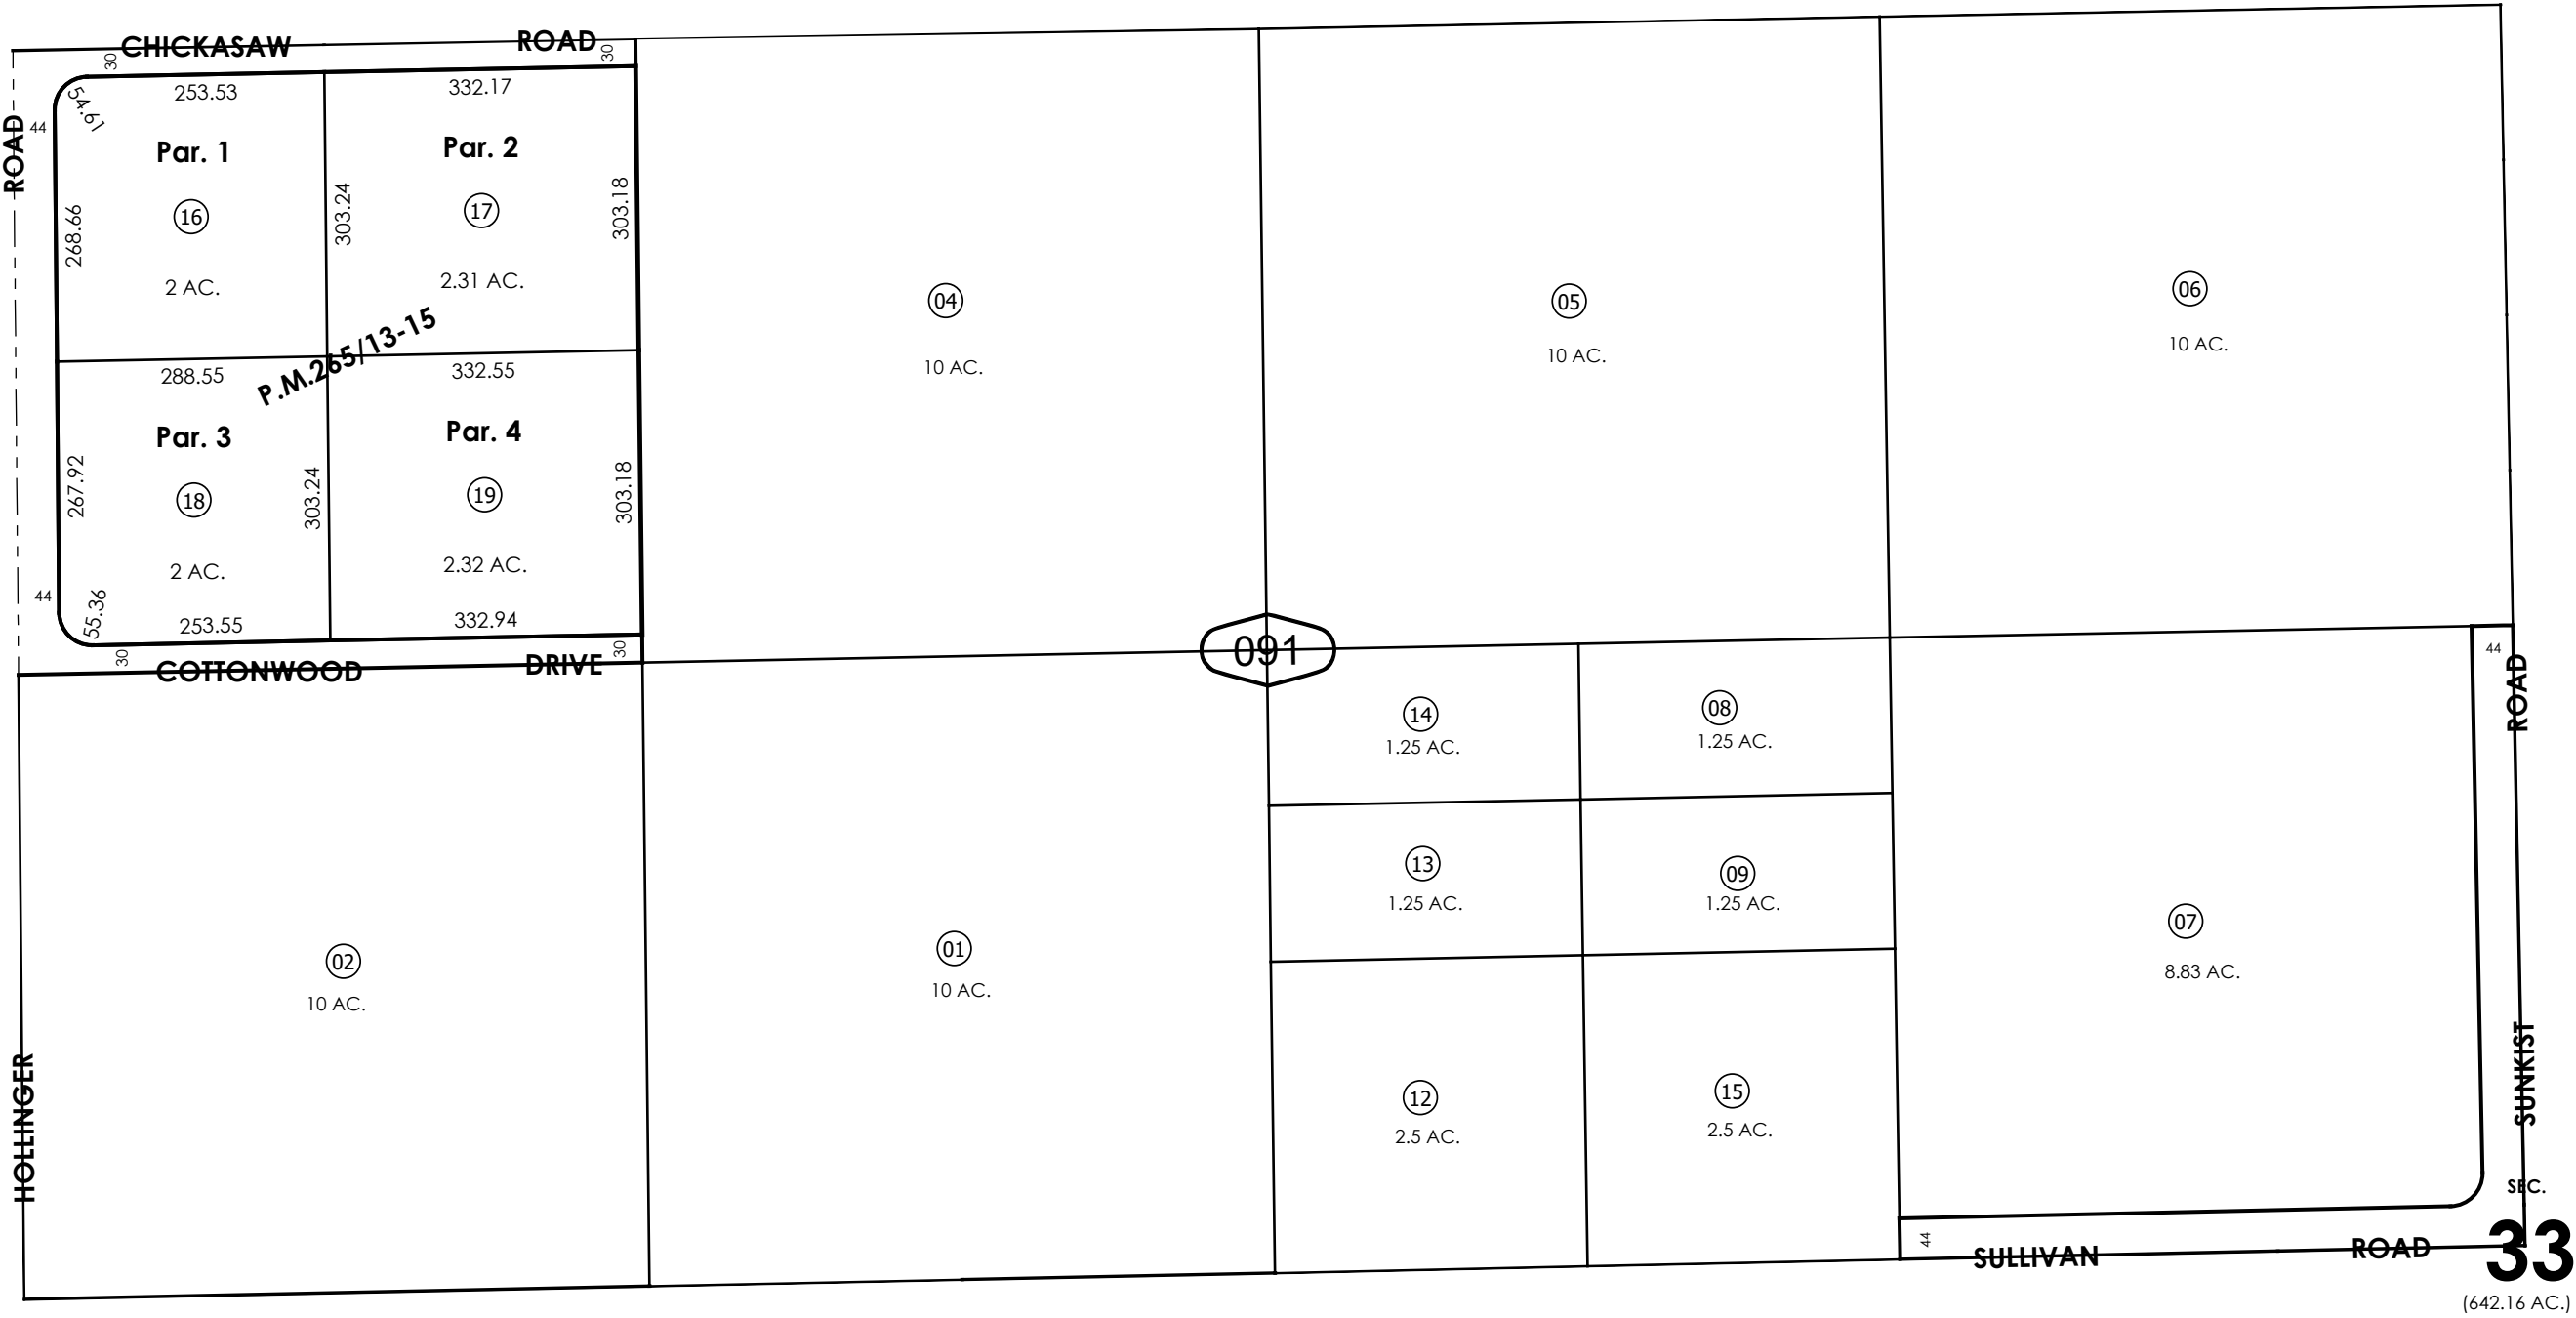 CHICKASAW ROAD
30
30
ROAD
44
54.61
253.53
332.17
Par. 1
Par. 2
16
17
268.66
303.24
303.18
2 AC.
2.31 AC.
P.M.265/13-15
288.55
332.55
Par. 3
Par. 4
18
19
267.92
303.24
303.18
2 AC.
2.32 AC.
44
55.36
253.55
332.94
30
30
COTTONWOOD DRIVE
04
10 AC.
05
10 AC.
06
10 AC.
091
14
1.25 AC.
08
1.25 AC.
13
1.25 AC.
09
1.25 AC.
02
10 AC.
01
10 AC.
12
2.5 AC.
15
2.5 AC.
07
8.83 AC.
44
ROAD
SUNKIST
HOLLINGER
44
SULLIVAN ROAD
SEC.
33
(642.16 AC.)